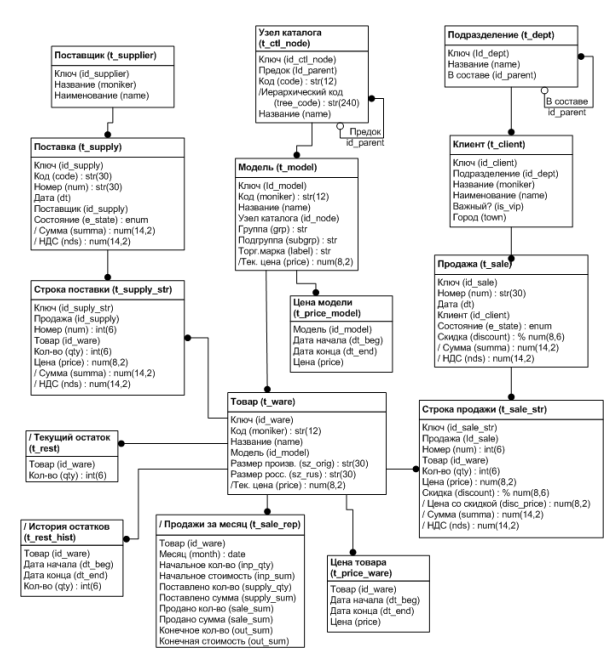 Поставщик (t_supplier)
Ключ (id_supplier)
Название (moniker)
Наименование (name)
Узел каталога
(t_ctl_node)
Ключ (id_ctl_node)
Предок (Id_parent)
Код (code) : str(12)
/Иерархический код
(tree_code) : str(240)
Название (name)
Предок
id_parent
Подразделение (t_dept)
Ключ (Id_dept)
Название (name)
В составе (id_parent)
В составе
id_parent
Поставка (t_supply)
Ключ (id_supply)
Код (code) : str(30)
Номер (num) : str(30)
Дата (dt)
Поставщик (id_supply)
Состояние (e_state) : enum
/ Сумма (summa) : num(14,2)
/ НДС (nds) : num(14,2)
Модель (t_model)
Ключ (Id_model)
Код (moniker) : str(12)
Название (name)
Узел каталога (id_node)
Группа (grp) : str
Подгруппа (subgrp) : str
Торг.марка (label) : str
/Тек. цена (price) : num(8,2)
Клиент (t_client)
Ключ (id_client)
Подразделение (id_dept)
Название (moniker)
Наименование (name)
Важный? (is_vip)
Город (town)
Строка поставки (t_supply_str)
Ключ (id_suply_str)
Продажа (id_supply)
Номер (num) : int(6)
Товар (id_ware)
Кол-во (qty) : int(6)
Цена (price) : num(8,2)
/ Сумма (summa) : num(14,2)
/ НДС (nds) : num(14,2)
Цена модели
(t_price_model)
Модель (id_model)
Дата начала (dt_beg)
Дата конца (dt_end)
Цена (price)
Продажа (t_sale)
Ключ (id_sale)
Номер (num) : str(30)
Дата (dt)
Клиент (id_client)
Состояние (e_state) : enum
Скидка (discount) : % num(8,6)
/ Сумма (summa) : num(14,2)
/ НДС (nds) : num(14,2)
Товар (t_ware)
Ключ (id_ware)
Код (moniker) : str(12)
Название (name)
Модель (id_model)
Размер произв. (sz_orig) : str(30)
Размер росс. (sz_rus) : str(30)
/Тек. цена (price) : num(8,2)
Строка продажи (t_sale_str)
Ключ (id_sale_str)
Продажа (Id_sale)
Номер (num) : int(6)
Товар (id_ware)
Кол-во (qty) : int(6)
Цена (price) : num(8,2)
Скидка (discount) : % num(8,6)
/ Цена со скидкой (disc_price) : num(8,2)
/ Сумма (summa) : num(14,2)
/ НДС (nds) : num(14,2)
/ Текущий остаток
(t_rest)
Товар (id_ware)
Кол-во (qty) : int(6)
/ История остатков
(t_rest_hist)
Товар (id_ware)
Дата начала (dt_beg)
Дата конца (dt_end)
Кол-во (qty) : int(6)
/ Продажи за месяц (t_sale_rep)
Товар (id_ware)
Месяц (month) : date
Начальное кол-во (inp_qty)
Начальное стоимость (inp_sum)
Поставлено кол-во (supply_qty)
Поставлено сумма (supply_sum)
Продано кол-во (sale_sum)
Продано сумма (sale_sum)
Конечное кол-во (out_sum)
Конечная стоимость (out_sum)
Цена товара
(t_price_ware)
Товар (id_ware)
Дата начала (dt_beg)
Дата конца (dt_end)
Цена (price)